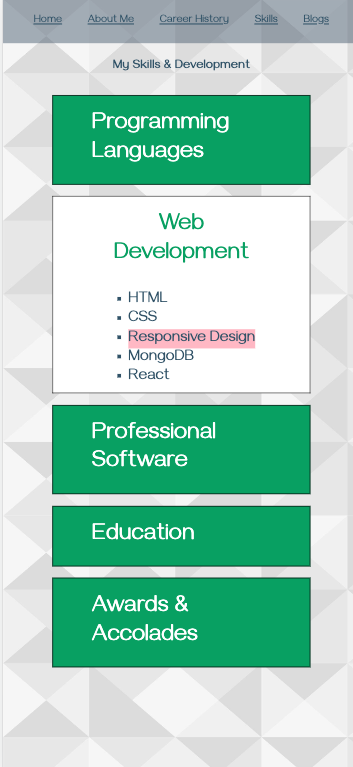 Home About Me Career History Skills Blogs
My Skills & Development
Programming
Languages
Web
Development
HTML
CSS
Responsive Design
MongoDB
React
Professional
Software
Education
Awards &
Accolades